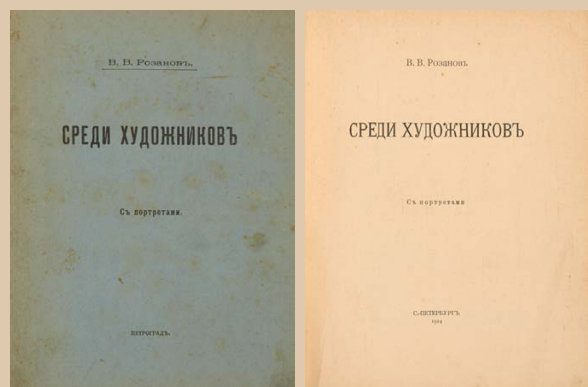 В. В. Розановъ.
СРЕДИ ХУДОЖНИКОВЪ
Съ портретами.
ПЕТРОГРАДЪ.
В. В. Розановъ
СРЕДИ ХУДОЖНИКОВЪ
Съ портретами
С.-ПЕТЕРБУРГЪ
1914